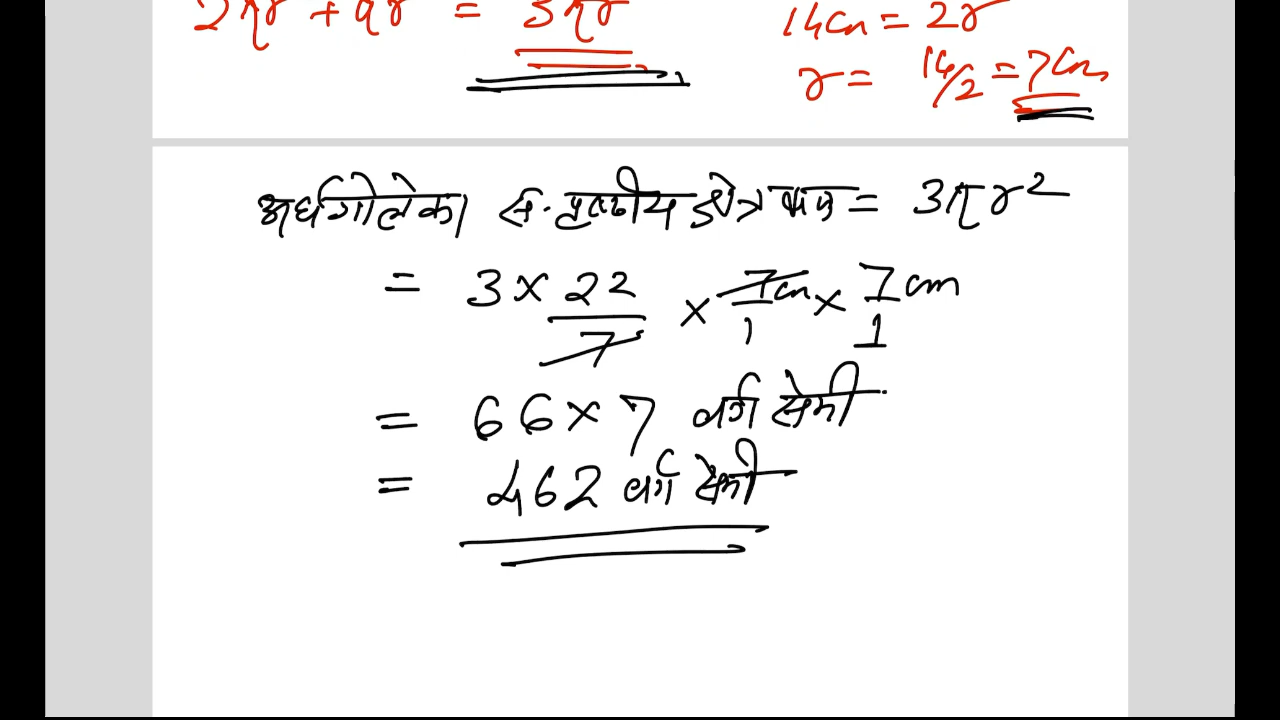 2πr + πr = 3πr
14cm = 2r
r = 14/2 = 7cm
अर्धगोले का स. पृष्ठीय क्षेत्रफल = 3πr²
= 3 × 22/7 × 7cm/1 × 7cm/1
= 66 × 7 वर्ग सेमी
= 462 वर्ग सेमी